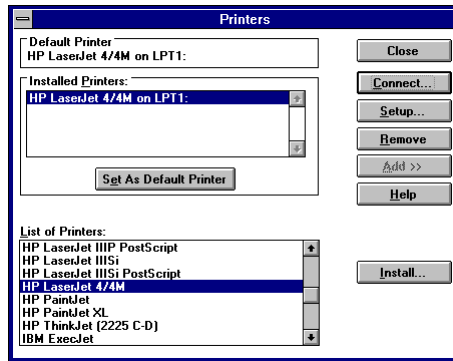 Printers
Default Printer
HP LaserJet 4/4M on LPT1:
Installed Printers:
HP LaserJet 4/4M on LPT1:
Set As Default Printer
Close
Connect...
Setup...
Remove
Add >>
Help
List of Printers:
HP LaserJet IIIP PostScript
HP LaserJet IIISi
HP LaserJet IIISi PostScript
HP LaserJet 4/4M
HP PaintJet
HP PaintJet XL
HP ThinkJet (2225 C-D)
IBM ExecJet
Install...